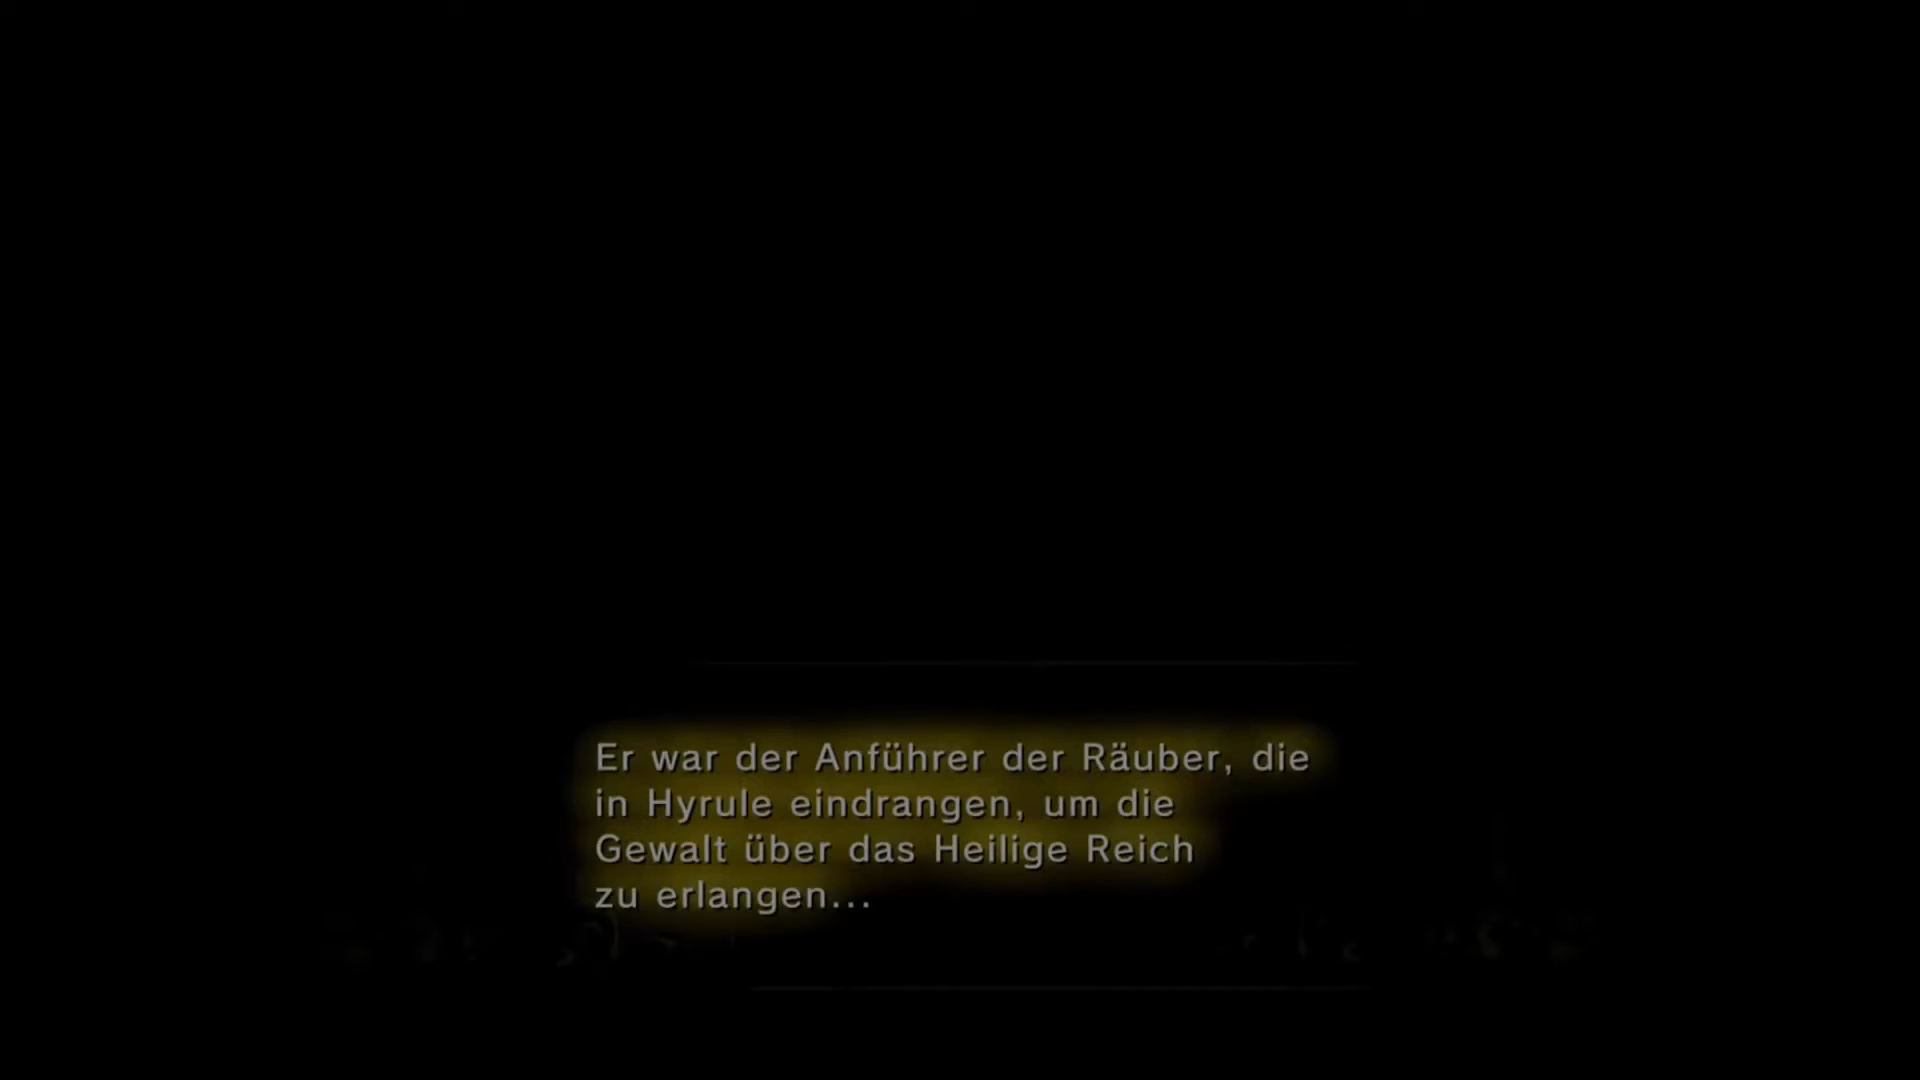 Er war der Anführer der Räuber, die
in Hyrule eindrangen, um die
Gewalt über das Heilige Reich
zu erlangen...